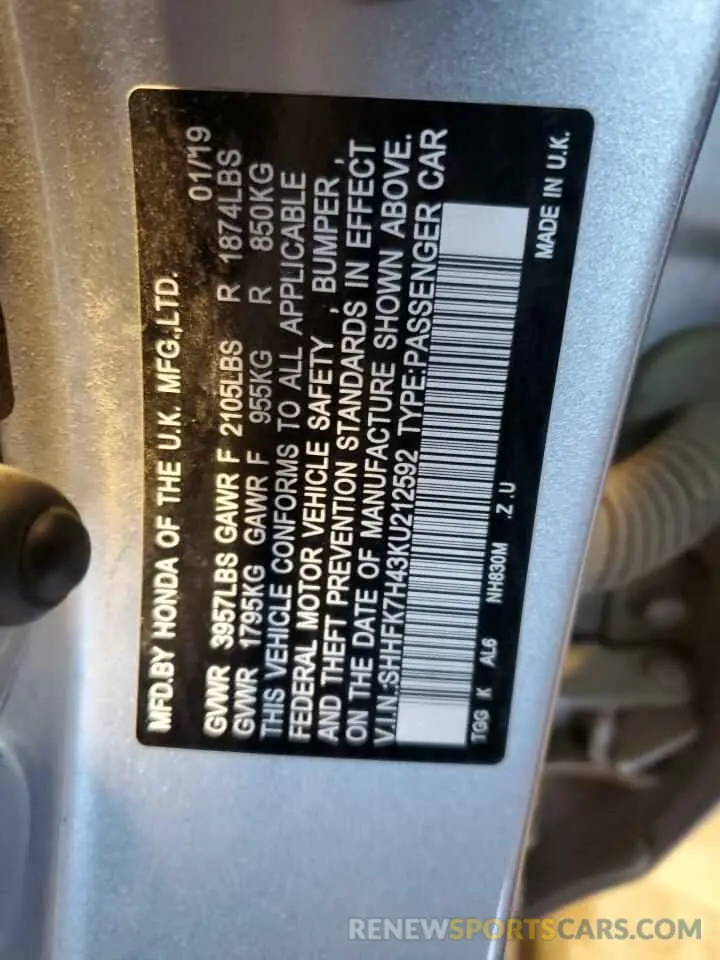 MFD.BY HONDA OF THE U.K. MFG.,LTD. 01/19
GVWR 3957LBS GAWR F 2105LBS R 1874LBS
GVWR 1795KG GAWR F 955KG R 850KG
THIS VEHICLE CONFORMS TO ALL APPLICABLE
FEDERAL MOTOR VEHICLE SAFETY , BUMPER ,
AND THEFT PREVENTION STANDARDS IN EFFECT
ON THE DATE OF MANUFACTURE SHOWN ABOVE.
V.I.N.:SHHFK7H43KU212592 TYPE:PASSENGER CAR
TGG K AL6 NH830M .Z .U MADE IN U.K.
RENEWSPORTSCARS.COM